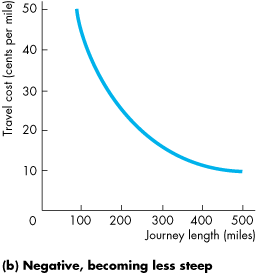 Travel cost (cents per mile)
50
40
30
20
10
0 100 200 300 400 500
Journey length (miles)
(b) Negative, becoming less steep